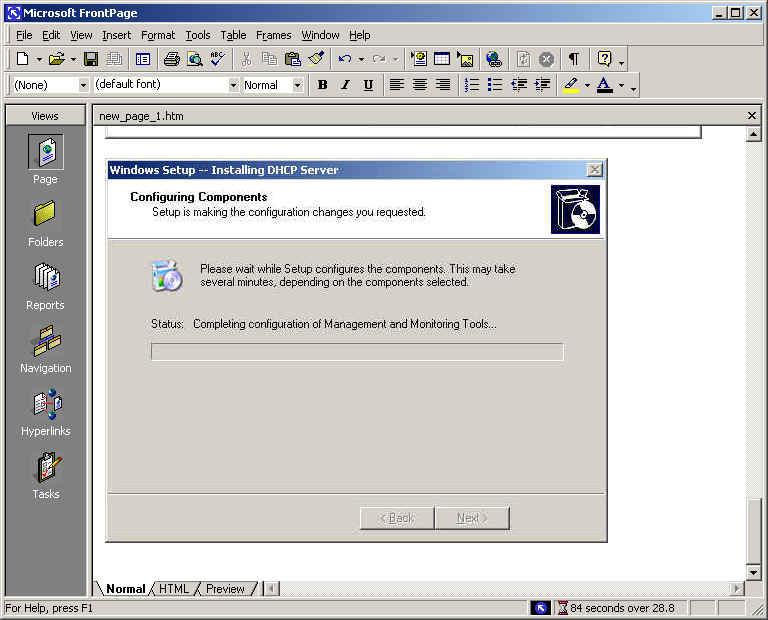 Microsoft FrontPage
File Edit View Insert Format Tools Table Frames Window Help
(None) (default font) Normal B I U A
Views new_page_1.htm
Windows Setup -- Installing DHCP Server
Page
Configuring Components
Setup is making the configuration changes you requested.
Folders
Please wait while Setup configures the components. This may take
several minutes, depending on the components selected.
Reports
Status: Completing configuration of Management and Monitoring Tools...
Navigation
Hyperlinks
Tasks
< Back Next >
Normal HTML Preview
For Help, press F1 84 seconds over 28.8